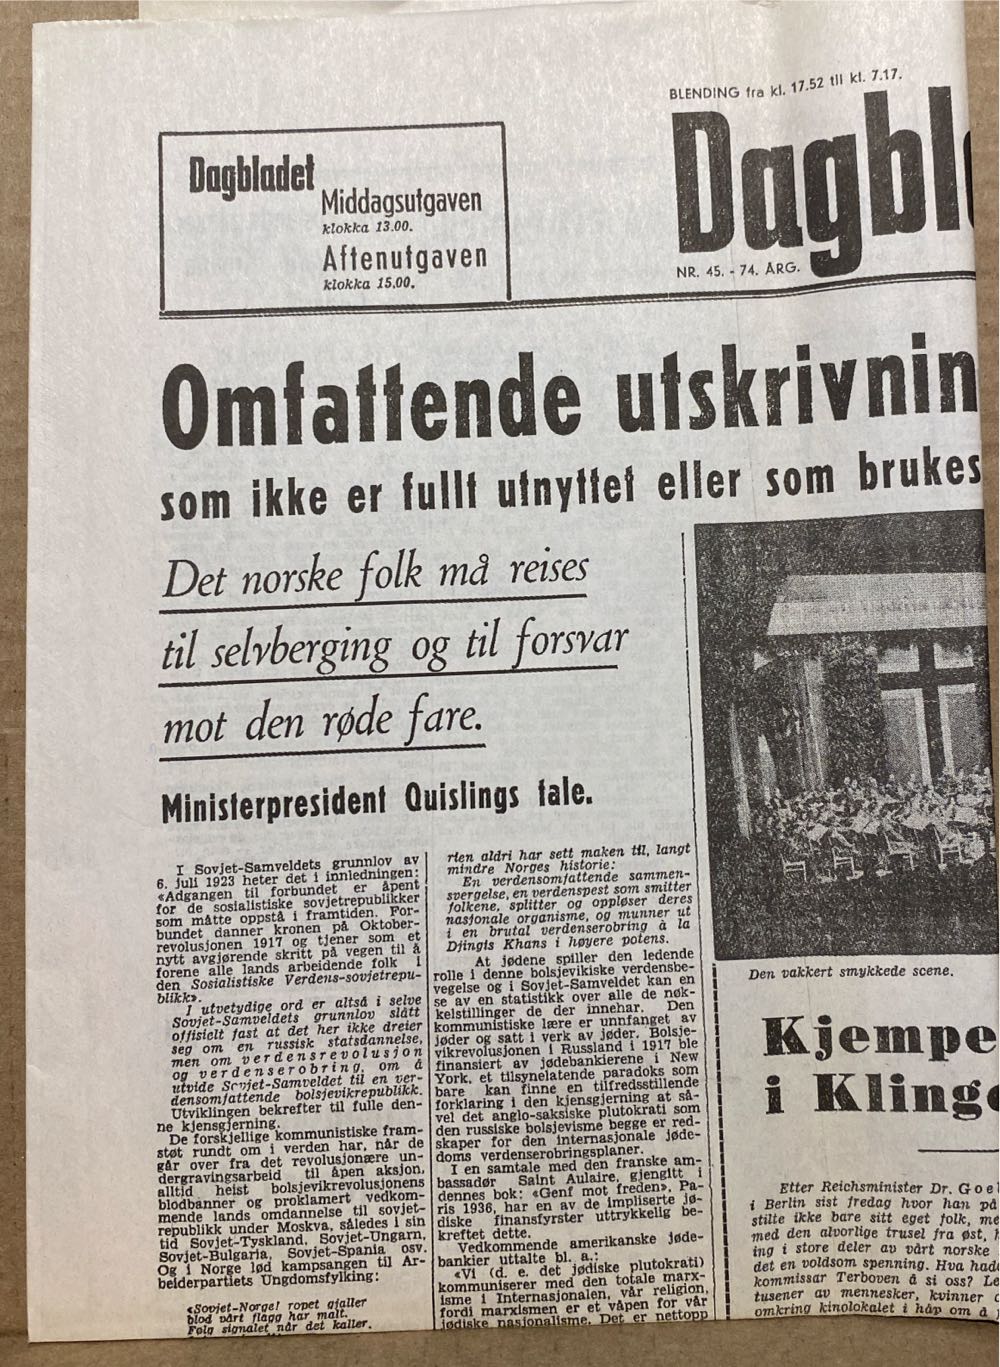 BLENDING fra kl. 17.52 til kl. 7.17.
Dagbl
NR. 45. - 74. ÅRG.
Dagbladet
Middagsutgaven
klokka 13.00.
Aftenutgaven
klokka 15.00.
Omfattende utskrivnin
som ikke er fullt utnyttet eller som brukes
Det norske folk må reises
til selvberging og til forsvar
mot den røde fare.
Ministerpresident Quislings tale.
I Sovjet-Samveldets grunnlov av
6. juli 1923 heter det i innledningen:
«Adgangen til forbundet er åpent
for de sosialistiske sovjetrepublikker
som måtte oppstå i framtiden. For-
bundet danner kronen på Oktober-
revolusjonen 1917 og tjener som et
nytt avgjørende skritt på vegen til å
forene alle lands arbeidende folk i
den Sosialistiske Verdens-sovjetrepu-
blikk».
I utvetydige ord er altså i selve
Sovjet-Samveldets grunnlov slått
offisielt fast at det her ikke dreier
seg om en russisk statsdannelse,
men om verdensrevolusjon
og verdenserobring, om å
utvide Sovjet-Samveldet til en ver-
densomfattende bolsjevikrepublikk.
Utviklingen bekrefter til fulle den-
ne kjensgjerning.
De forskjellige kommunistiske fram-
støt rundt om i verden har, når de
går over fra det revolusjonære un-
dergravingsarbeid til åpen aksjon,
alltid heist bolsjevikrevolusjonens
blodbanner og proklamert vedkom-
mende lands omdannelse til sovjet-
republikk under Moskva, således i sin
tid Sovjet-Tyskland, Sovjet-Ungarn,
Sovjet-Bulgaria, Sovjet-Spania osv.
Og i Norge lød kampsangen til Ar-
beiderpartiets Ungdomsfylking:
«Sovjet-Norge! ropet gjaller
blod vårt flagg har malt.
Følg signalet når det kaller.
rien aldri har sett maken til, langt
mindre Norges historie:
En verdensomfattende sammen-
svergelse, en verdenspest som smitter
folkene, splitter og oppløser deres
nasjonale organisme, og munner ut
i en brutal verdenserobring à la
Djingis Khans i høyere potens.
At jødene spiller den ledende
rolle i denne bolsjevikiske verdensbe-
vegelse og i Sovjet-Samveldet kan en
se av en statistikk over alle de nøk-
kelstillinger de der innehar. Den
kommunistiske lære er unnfanget av
jøder og satt i verk av jøder. Bolsje-
vikrevolusjonen i Russland i 1917 ble
finansiert av jødebankierene i New
York, et tilsynelatende paradoks som
bare kan finne en tilfredsstillende
forklaring i den kjensgjerning at så-
vel det anglo-saksiske plutokrati som
den russiske bolsjevisme begge er red-
skaper for den internasjonale jøde-
doms verdenserobringsplaner.
I en samtale med den franske am-
bassadør Saint Aulaire, gjengitt i
dennes bok: «Genf mot freden», Pa-
ris 1936, har en av de impliserte jø-
diske finansfyrster uttrykkelig be-
kreftet dette.
Vedkommende amerikanske jøde-
bankier uttalte bl. a.:
«Vi (d. e. det jødiske plutokrati)
kommuniserer med den totale marx-
isme i Internasjonalen, vår religion,
fordi marxismen er et våpen for vår
jødiske nasjonalisme. Det er nettopp
Den vakkert smykkede scene.
Kjempe
i Klinge
Etter Reichsminister Dr. Goel
i Berlin sist fredag hvor han på
stilte ikke bare sitt eget folk, me
med den alvorlige trusel fra øst, h
ing i store deler av vårt norske
det en voldsom spenning. Hva had
kommissar Terboven å si oss? Le
tusener av mennesker, kvinner o
omkring kinolokalet i håp om å